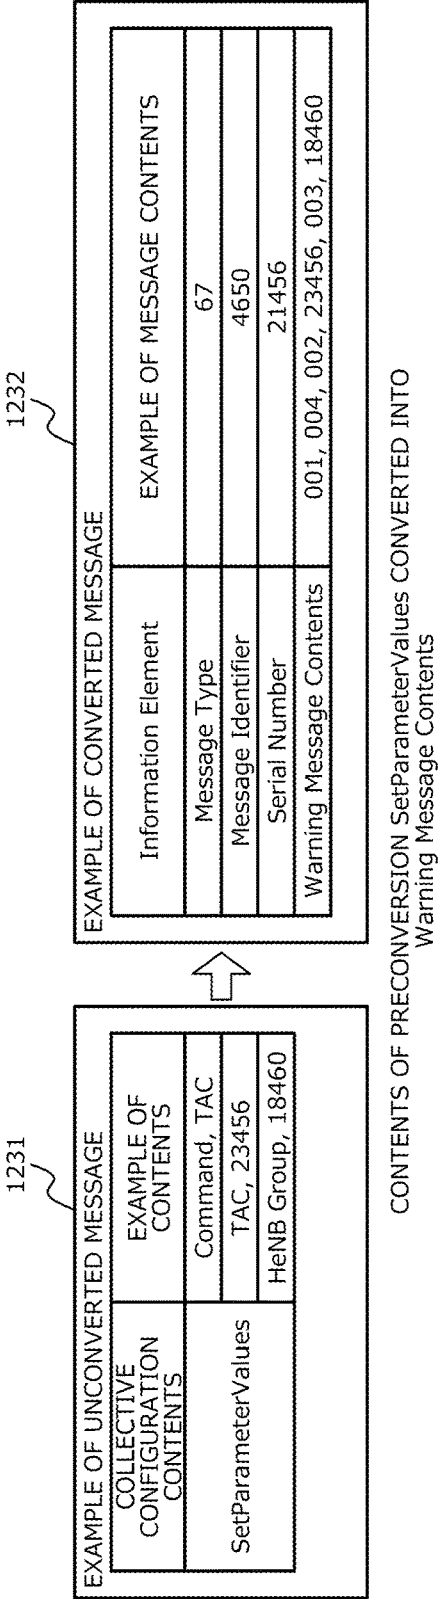 1231
EXAMPLE OF UNCONVERTED MESSAGE
COLLECTIVE
CONFIGURATION
CONTENTS
EXAMPLE OF
CONTENTS
SetParameterValues
Command, TAC
TAC, 23456
HeNB Group, 18460
1232
EXAMPLE OF CONVERTED MESSAGE
Information Element
EXAMPLE OF MESSAGE CONTENTS
Message Type
67
Message Identifier
4650
Serial Number
21456
Warning Message Contents
001, 004, 002, 23456, 003, 18460
CONTENTS OF PRECONVERSION SetParameterValues CONVERTED INTO
Warning Message Contents